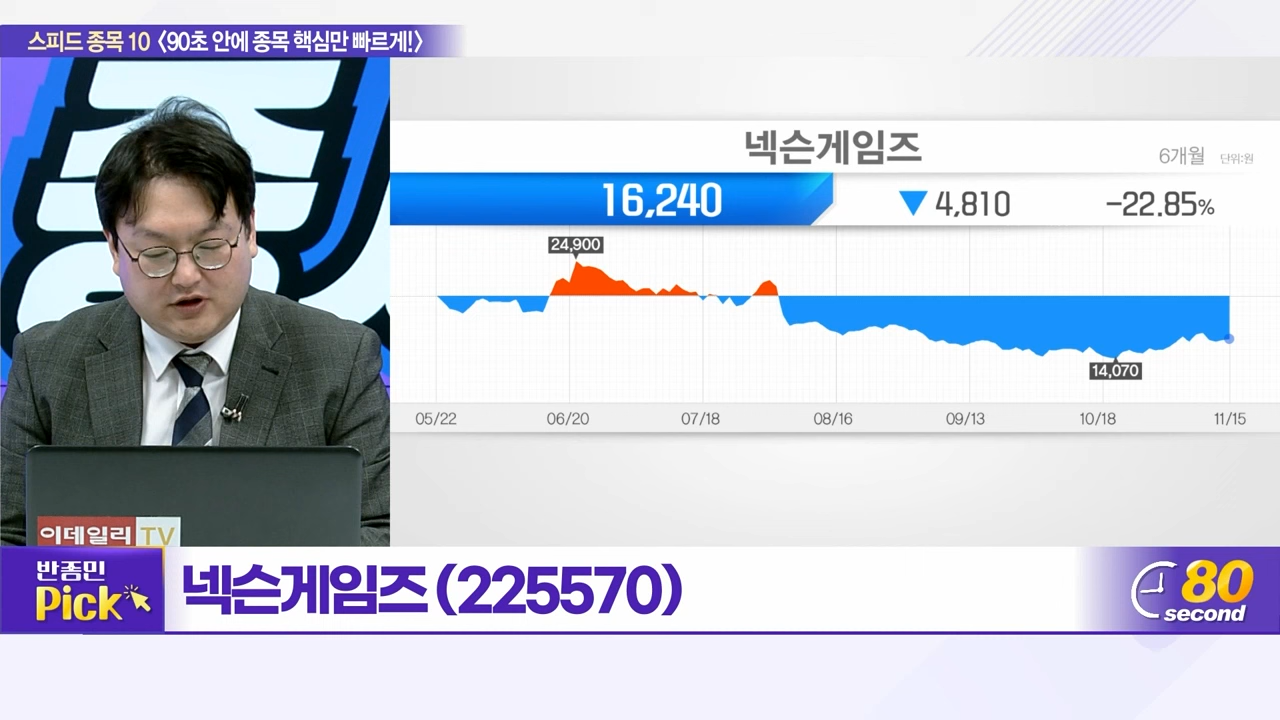 스피드 종목 10 〈90초 안에 종목 핵심만 빠르게!〉
넥슨게임즈
6개월 단위:원
16,240 ▼ 4,810 -22.85%
24,900
14,070
05/22 06/20 07/18 08/16 09/13 10/18 11/15
이데일리 TV
반종민
Pick
넥슨게임즈 (225570)
80
second